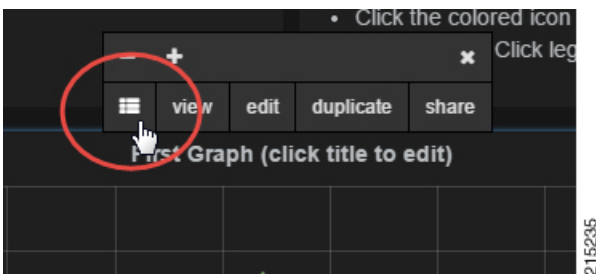 • Click the colored icon
– + ×
Click leg
view edit duplicate share
First Graph (click title to edit)
215235